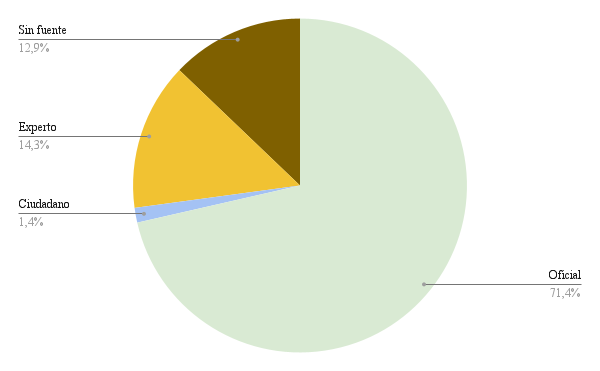 Sin fuente
12,9%
Experto
14,3%
Ciudadano
1,4%
Oficial
71,4%